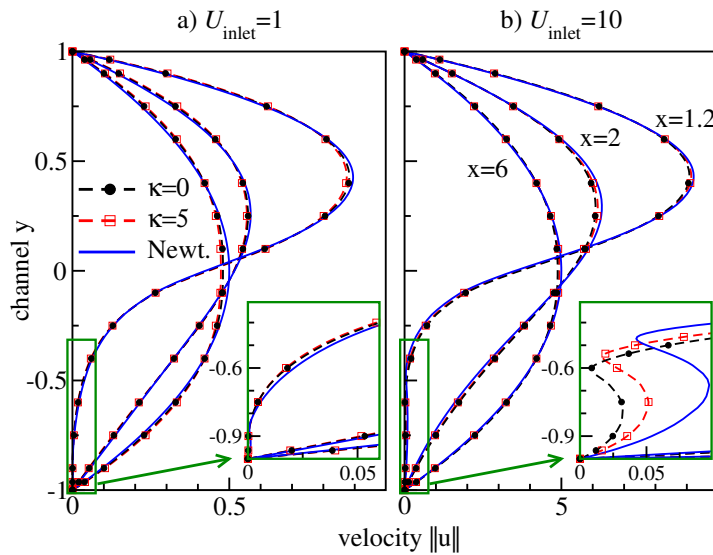 a) U_inlet=1
b) U_inlet=10
channel y
1
0.5
0
-0.5
-1
κ=0
κ=5
Newt.
x=1.2
x=2
x=6
-0.6
-0.9
0
0.05
-0.6
-0.9
0
0.05
0
0.5
0
5
velocity ||u||